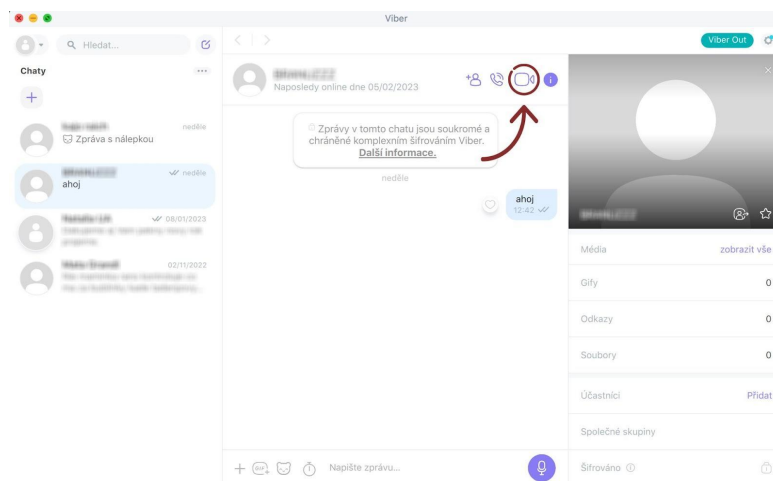 Viber
Hledat...
Viber Out
Chaty
Naposledy online dne 05/02/2023
neděle
Zpráva s nálepkou
neděle
ahoj
08/01/2023
02/11/2022
Zprávy v tomto chatu jsou soukromé a
chráněné komplexním šifrováním Viber.
Další informace.
neděle
ahoj
12:42
GIF
Napište zprávu...
Média
zobrazit vše
Gify
0
Odkazy
0
Soubory
0
Účastníci
Přidat
Společné skupiny
Šifrováno